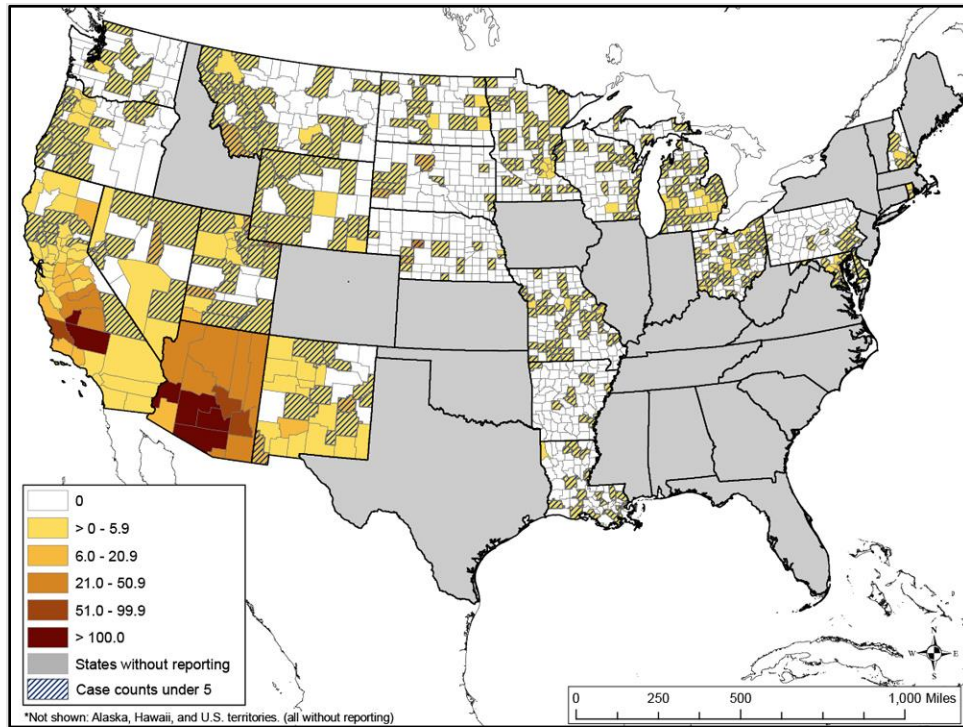 0
> 0 - 5.9
6.0 - 20.9
21.0 - 50.9
51.0 - 99.9
> 100.0
States without reporting
Case counts under 5
*Not shown: Alaska, Hawaii, and U.S. territories. (all without reporting)
N
W E
S
0 250 500 1,000 Miles